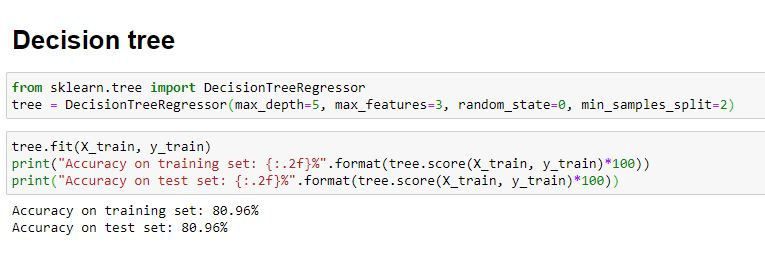 Decision tree
from sklearn.tree import DecisionTreeRegressor
tree = DecisionTreeRegressor(max_depth=5, max_features=3, random_state=0, min_samples_split=2)
tree.fit(X_train, y_train)
print("Accuracy on training set: {:.2f}%".format(tree.score(X_train, y_train)*100))
print("Accuracy on test set: {:.2f}%".format(tree.score(X_train, y_train)*100))
Accuracy on training set: 80.96%
Accuracy on test set: 80.96%